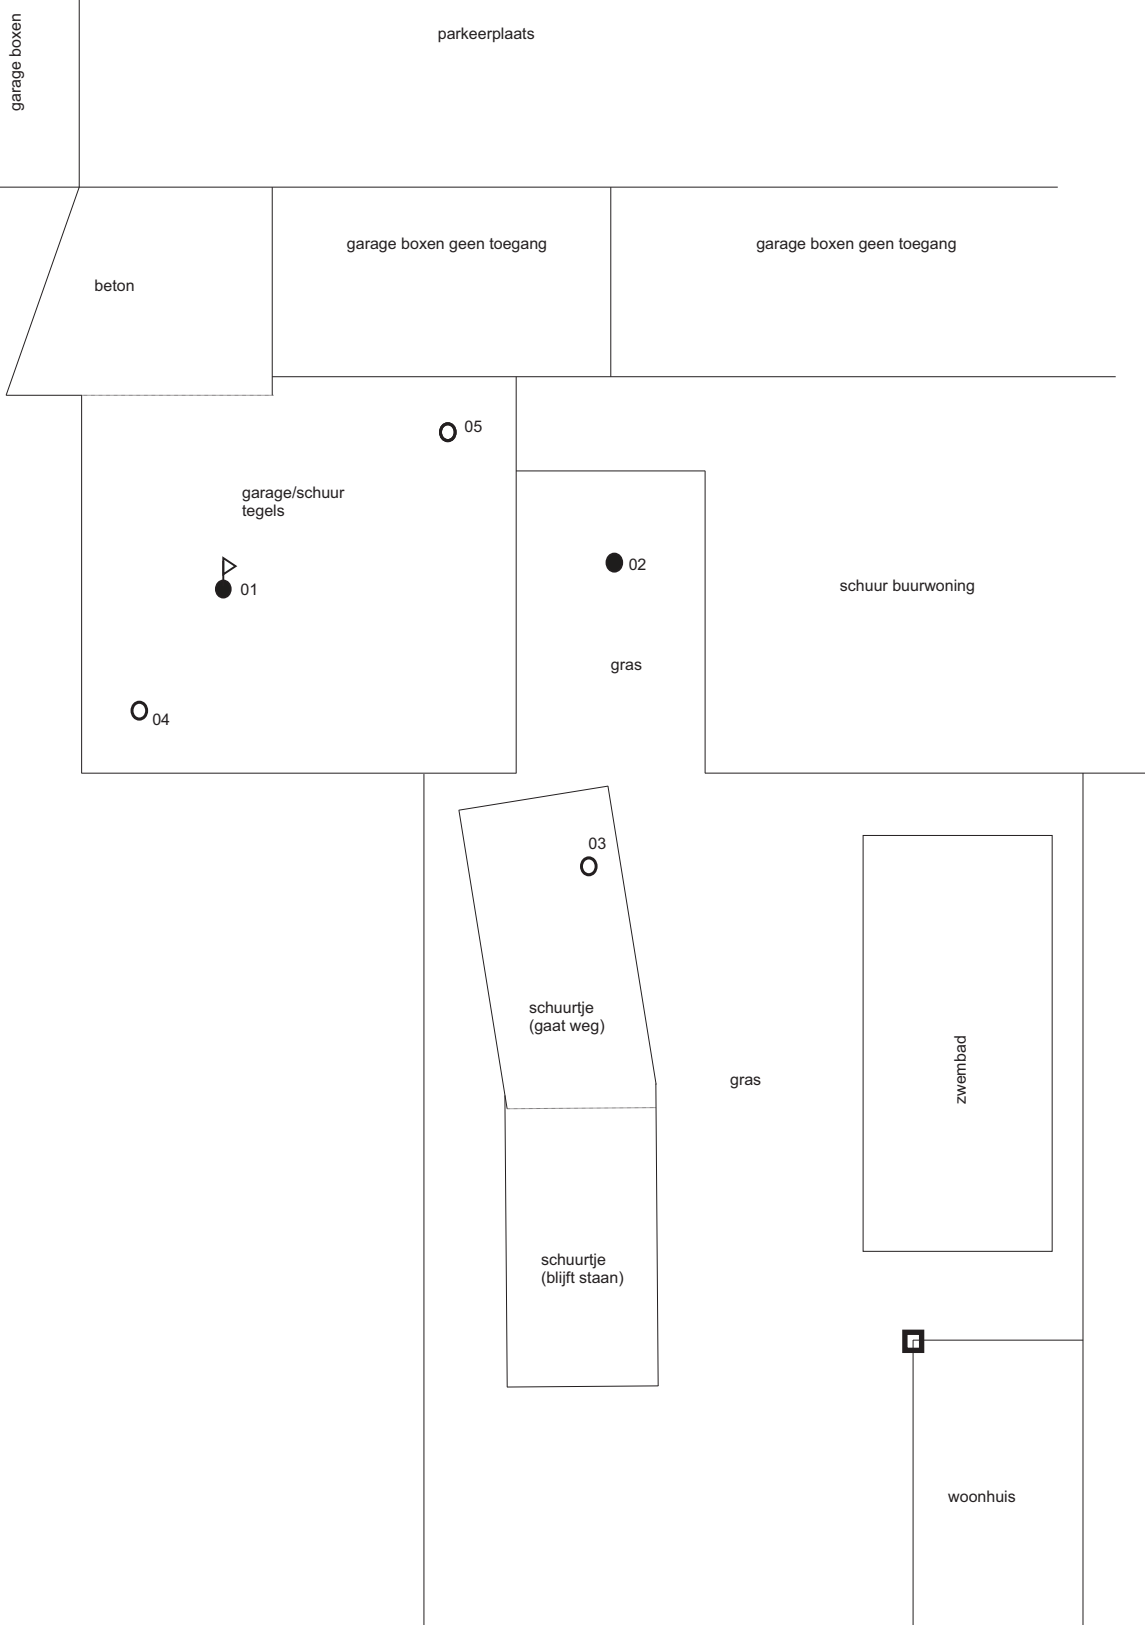 garage boxen
parkeerplaats
garage boxen geen toegang
garage boxen geen toegang
beton
05
garage/schuur
tegels
02
01
schuur buurwoning
gras
04
03
schuurtje
(gaat weg)
zwembad
gras
schuurtje
(blijft staan)
woonhuis